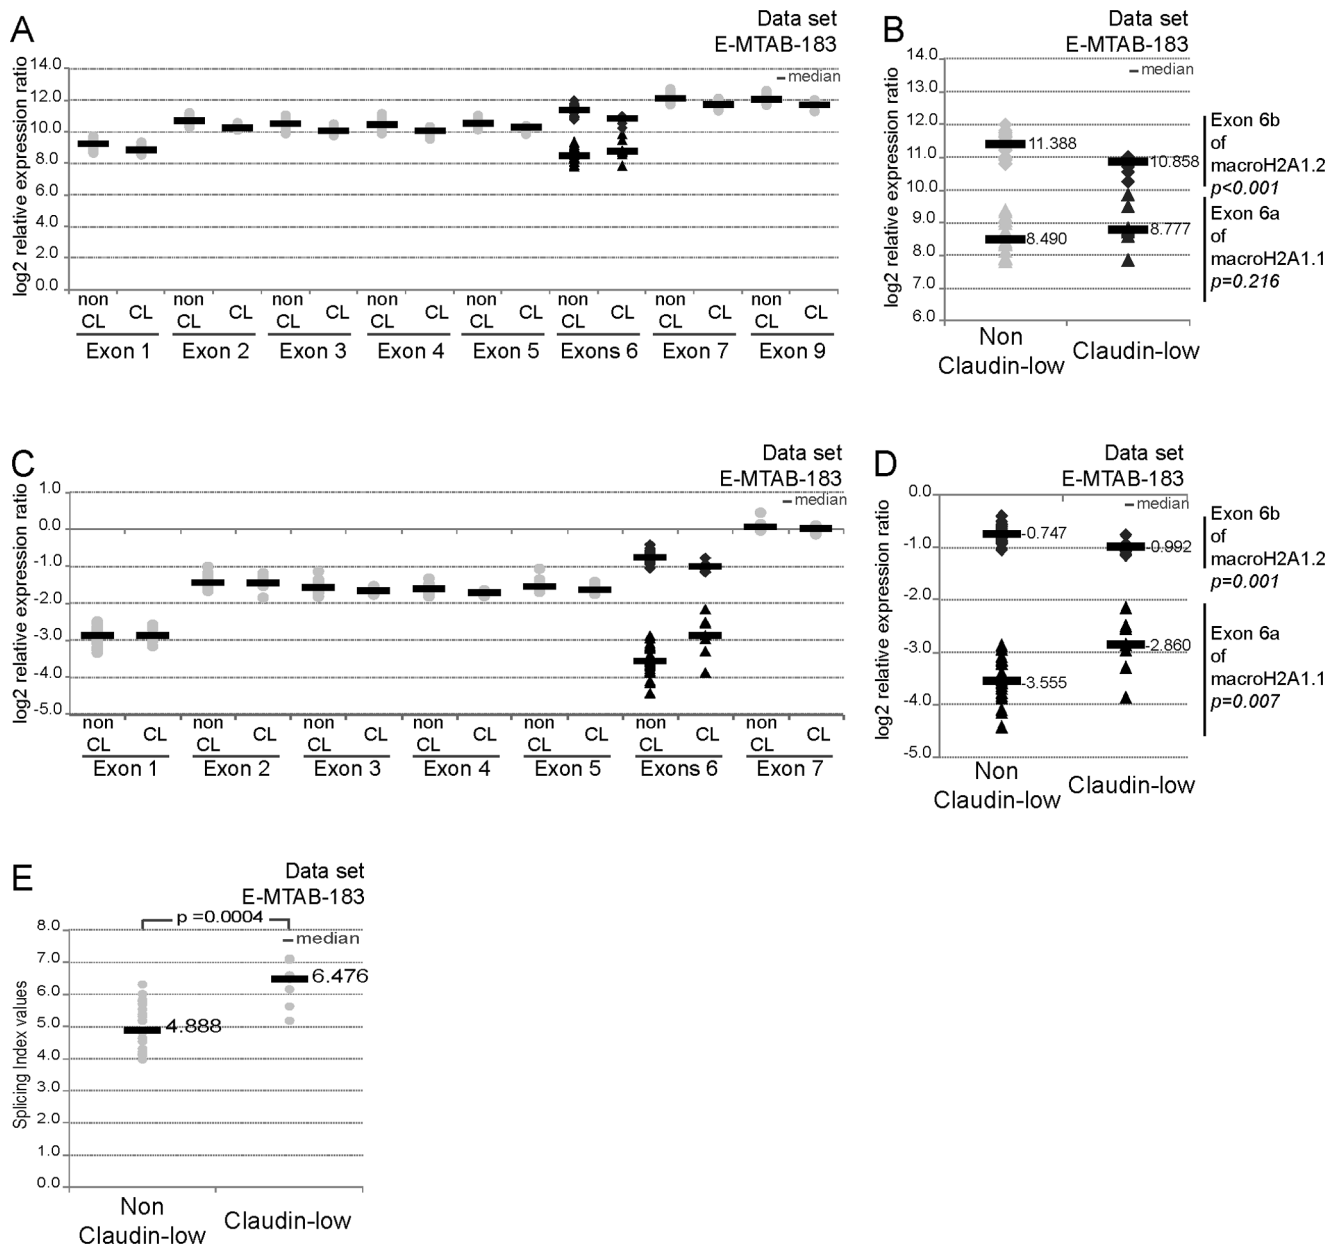 A
Data set
E-MTAB-183
median
log2 relative expression ratio
14.0
12.0
10.0
8.0
6.0
4.0
2.0
0.0
non CL CL non CL CL non CL CL non CL CL non CL CL non CL CL non CL CL non CL CL
Exon 1 Exon 2 Exon 3 Exon 4 Exon 5 Exons 6 Exon 7 Exon 9
B
Data set
E-MTAB-183
median
log2 relative expression ratio
14.0
13.0
12.0
11.0
10.0
9.0
8.0
7.0
6.0
11.388
10.858
8.490
8.777
Non
Claudin-low
Claudin-low
Exon 6b
of
macroH2A1.2
p<0.001
Exon 6a
of
macroH2A1.1
p=0.216
C
Data set
E-MTAB-183
median
log2 relative expression ratio
1.0
0.0
-1.0
-2.0
-3.0
-4.0
-5.0
non CL CL non CL CL non CL CL non CL CL non CL CL non CL CL non CL CL
Exon 1 Exon 2 Exon 3 Exon 4 Exon 5 Exons 6 Exon 7
D
Data set
E-MTAB-183
median
log2 relative expression ratio
0.0
-1.0
-2.0
-3.0
-4.0
-5.0
-0.747
-0.992
-3.555
-2.860
Non
Claudin-low
Claudin-low
Exon 6b
of
macroH2A1.2
p=0.001
Exon 6a
of
macroH2A1.1
p=0.007
E
Data set
E-MTAB-183
p =0.0004
median
Splicing Index values
8.0
7.0
6.0
5.0
4.0
3.0
2.0
1.0
0.0
4.888
6.476
Non
Claudin-low
Claudin-low